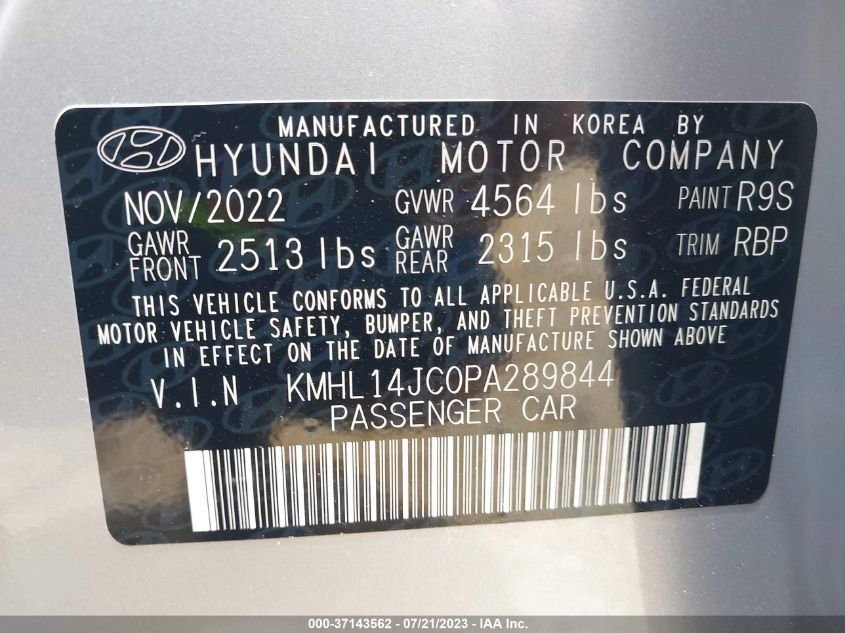 MANUFACTURED IN KOREA BY
HYUNDAI MOTOR COMPANY
NOV/2022 GVWR 4564 lbs PAINT R9S
GAWR FRONT 2513 lbs GAWR REAR 2315 lbs TRIM RBP
THIS VEHICLE CONFORMS TO ALL APPLICABLE U.S.A. FEDERAL
MOTOR VEHICLE SAFETY, BUMPER, AND THEFT PREVENTION STANDARDS
IN EFFECT ON THE DATE OF MANUFACTURE SHOWN ABOVE
V.I.N KMHL14JC0PA289844
PASSENGER CAR
000-37143562 / 07/21/2023 - IAA Inc.